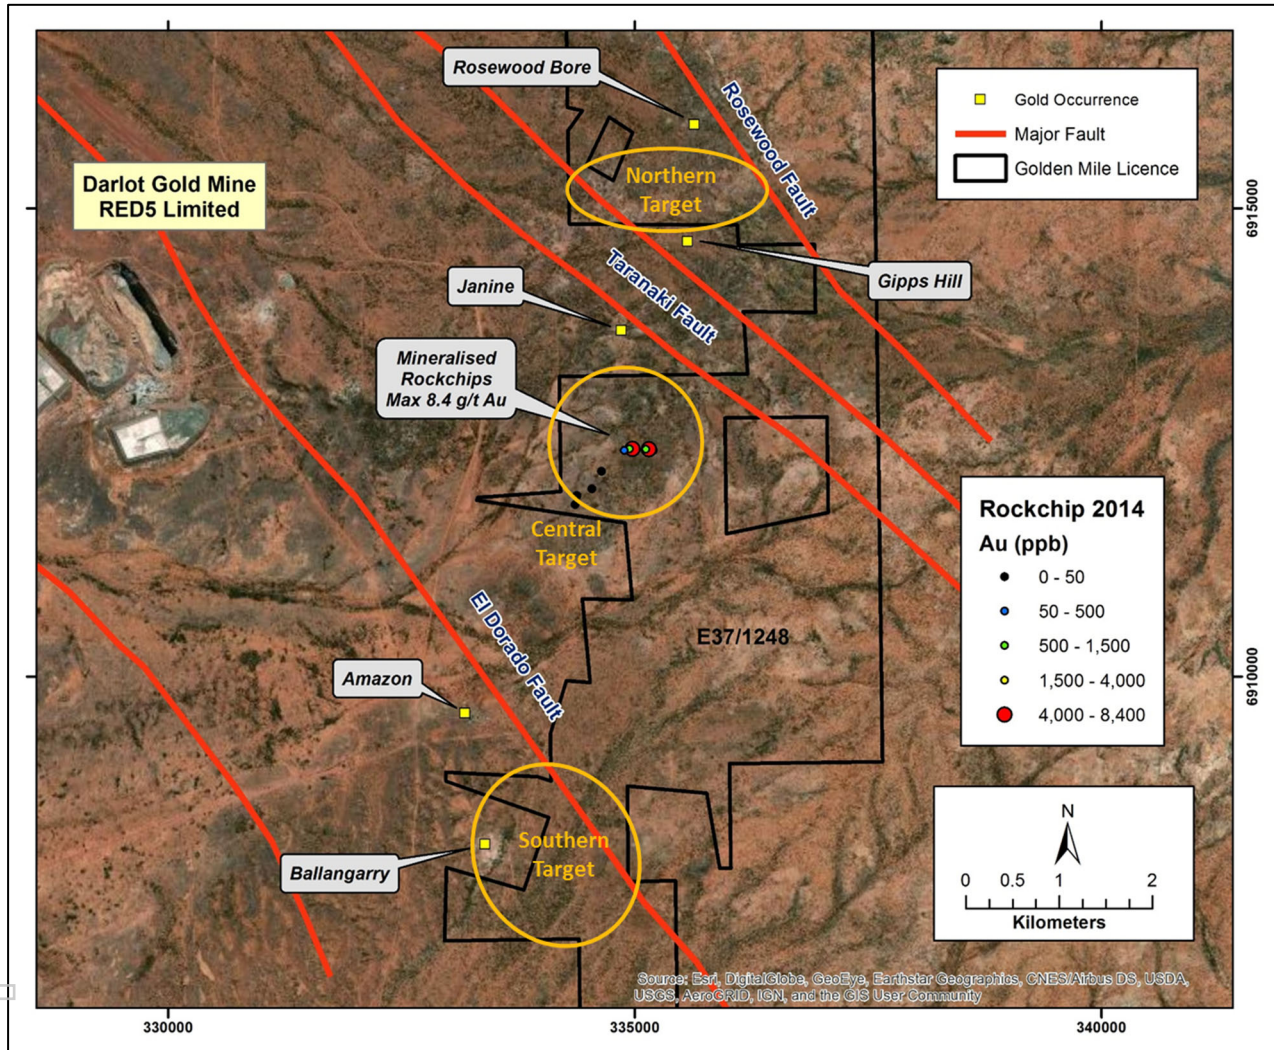 Rosewood Bore
Rosewood Fault
Gold Occurrence
Major Fault
Golden Mile Licence
Darlot Gold Mine
RED5 Limited
Northern
Target
6915000
Taranaki Fault
Gipps Hill
Janine
Mineralised
Rockchips
Max 8.4 g/t Au
Central
Target
Rockchip 2014
Au (ppb)
0 - 50
50 - 500
500 - 1,500
1,500 - 4,000
4,000 - 8,400
El Dorado Fault
E37/1248
6910000
Amazon
Southern
Target
Ballangarry
N
0 0.5 1 2
Kilometers
Source: Esri, DigitalGlobe, GeoEye, Earthstar Geographics, CNES/Airbus DS, USDA,
USGS, AeroGRID, IGN, and the GIS User Community
330000 335000 340000